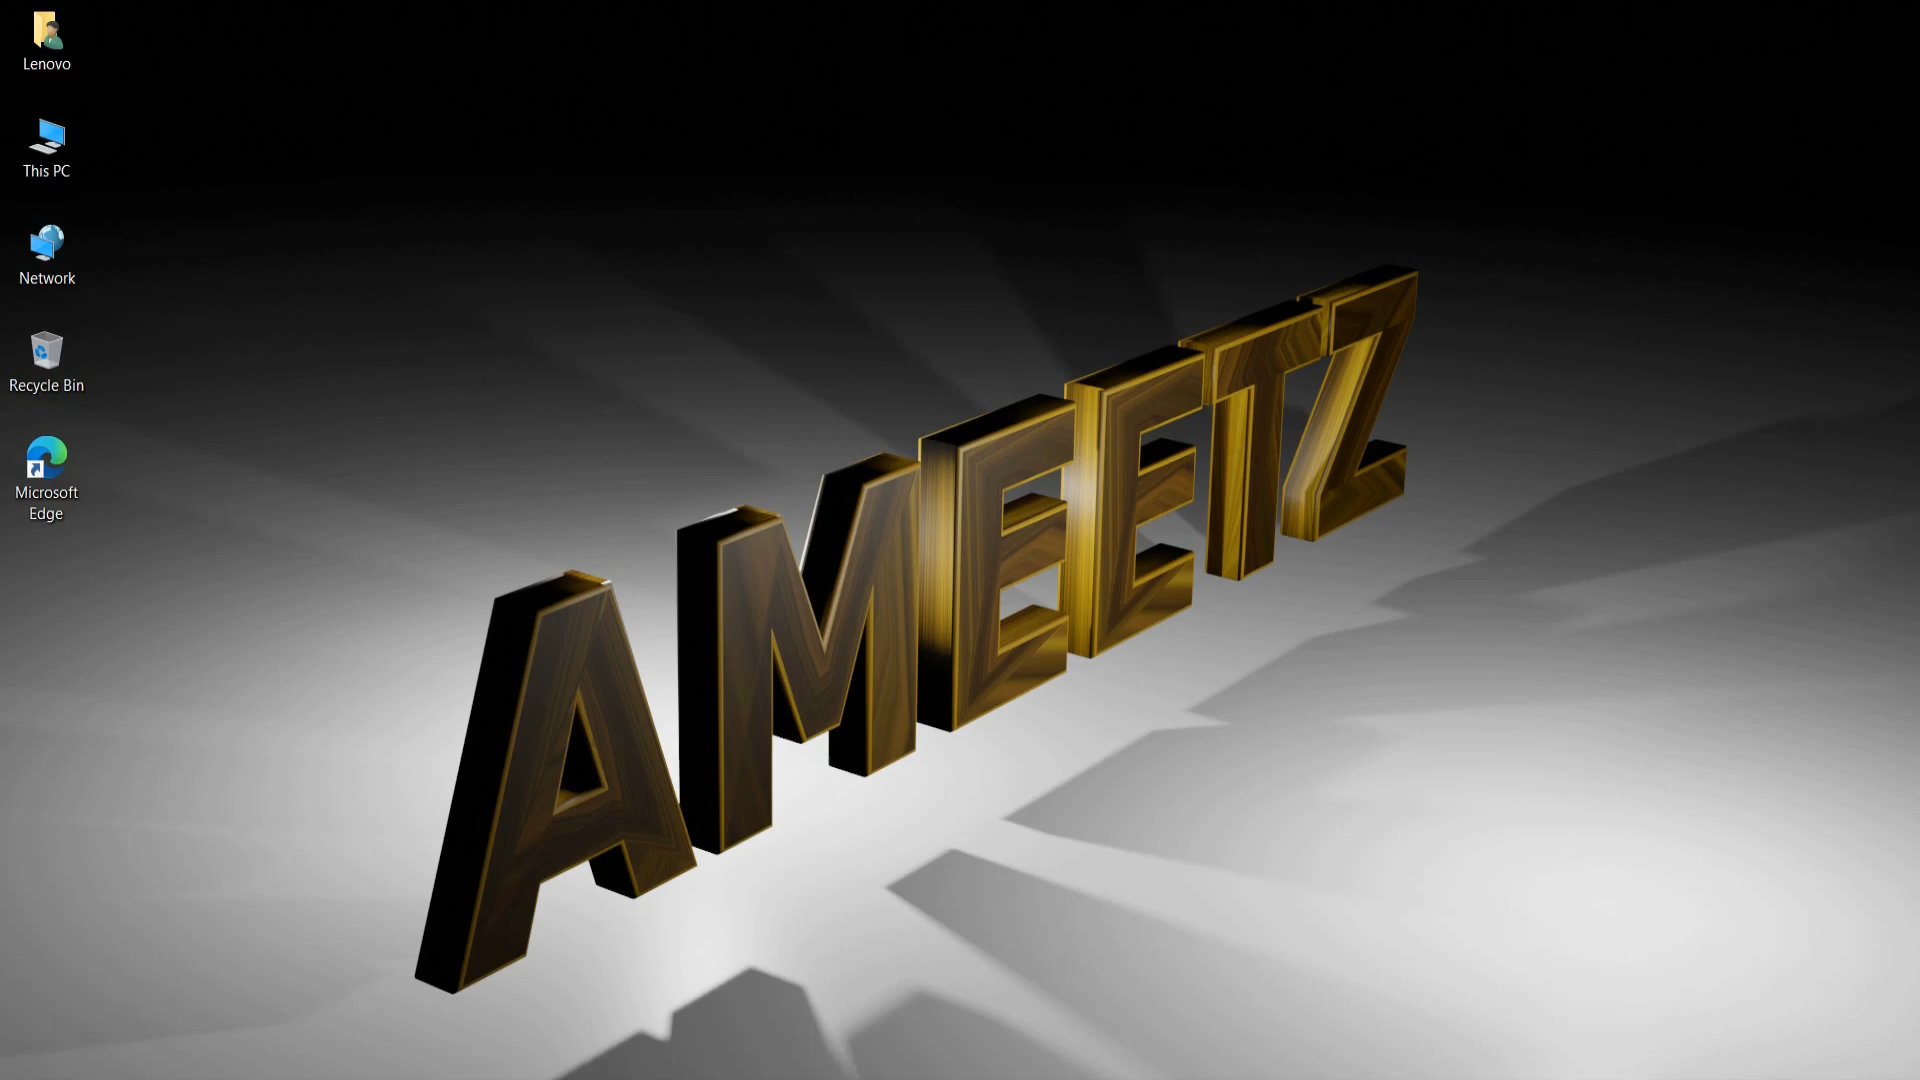 Lenovo
This PC
Network
Recycle Bin
Microsoft
Edge
AMEETZ